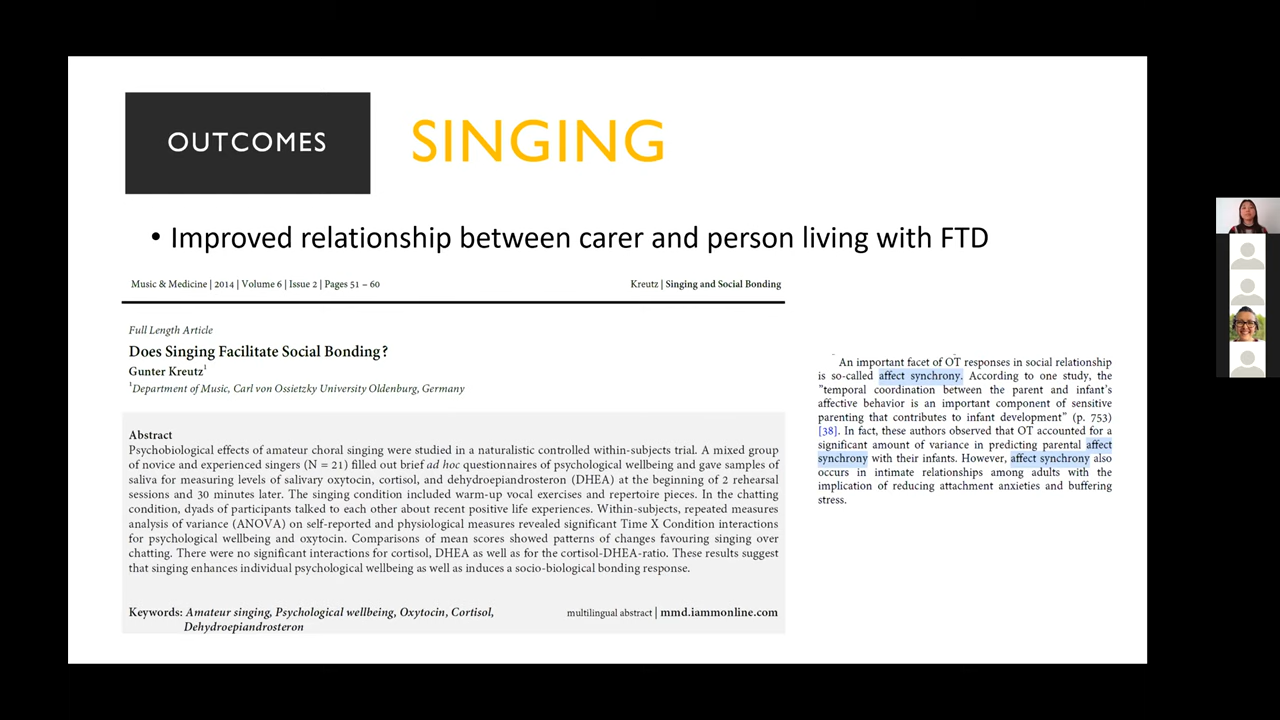 OUTCOMES
SINGING
• Improved relationship between carer and person living with FTD
Music & Medicine | 2014 | Volume 6 | Issue 2 | Pages 51 – 60
Kreutz | Singing and Social Bonding
Full Length Article
Does Singing Facilitate Social Bonding?
Gunter Kreutz1
1Department of Music, Carl von Ossietzky University Oldenburg, Germany
Abstract
Psychobiological effects of amateur choral singing were studied in a naturalistic controlled within-subjects trial. A mixed group
of novice and experienced singers (N = 21) filled out brief ad hoc questionnaires of psychological wellbeing and gave samples of
saliva for measuring levels of salivary oxytocin, cortisol, and dehydroepiandrosteron (DHEA) at the beginning of 2 rehearsal
sessions and 30 minutes later. The singing condition included warm-up vocal exercises and repertoire pieces. In the chatting
condition, dyads of participants talked to each other about recent positive life experiences. Within-subjects, repeated measures
analysis of variance (ANOVA) on self-reported and physiological measures revealed significant Time X Condition interactions
for psychological wellbeing and oxytocin. Comparisons of mean scores showed patterns of changes favouring singing over
chatting. There were no significant interactions for cortisol, DHEA as well as for the cortisol-DHEA-ratio. These results suggest
that singing enhances individual psychological wellbeing as well as induces a socio-biological bonding response.
Keywords: Amateur singing, Psychological wellbeing, Oxytocin, Cortisol,
Dehydroepiandrosteron
multilingual abstract | mmd.iammonline.com
An important facet of OT responses in social relationship
is so-called affect synchrony. According to one study, the
"temporal coordination between the parent and infant's
affective behavior is an important component of sensitive
parenting that contributes to infant development" (p. 753)
[38]. In fact, these authors observed that OT accounted for a
significant amount of variance in predicting parental affect
synchrony with their infants. However, affect synchrony also
occurs in intimate relationships among adults with the
implication of reducing attachment anxieties and buffering
stress.